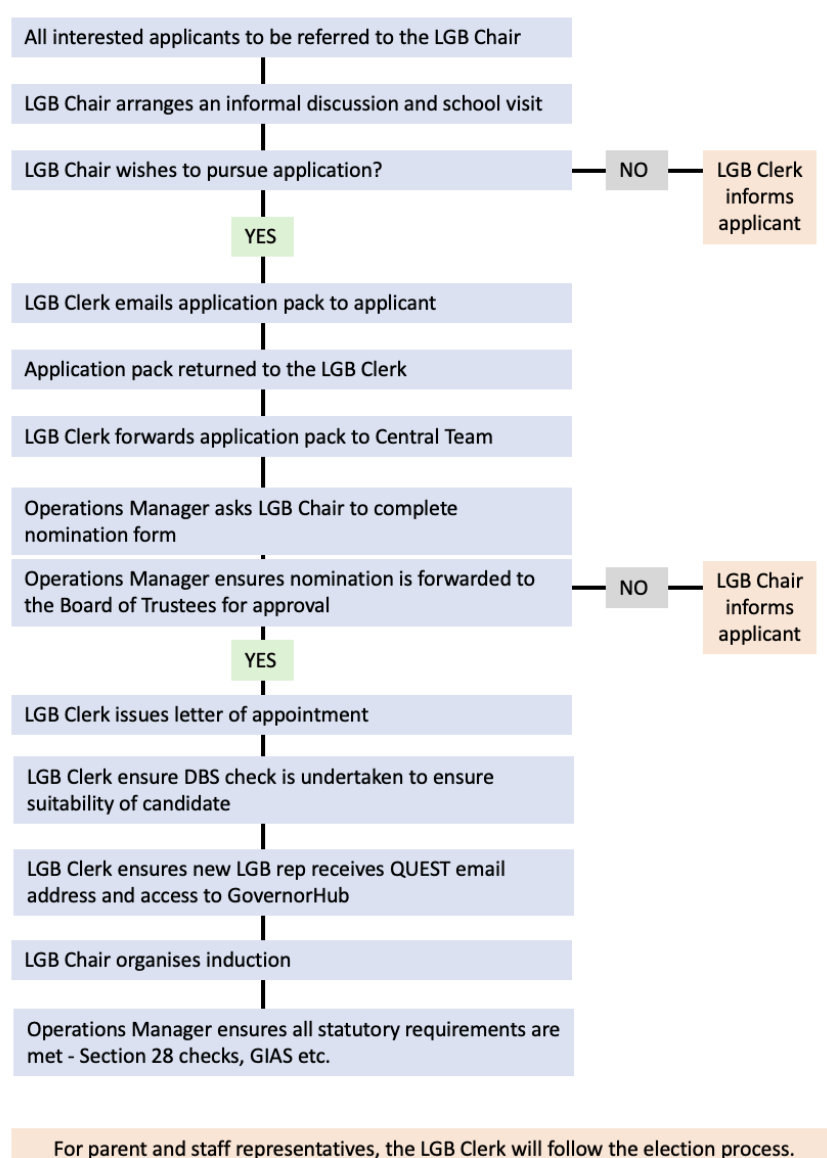 All interested applicants to be referred to the LGB Chair
LGB Chair arranges an informal discussion and school visit
LGB Chair wishes to pursue application?
NO
LGB Clerk
informs
applicant
YES
LGB Clerk emails application pack to applicant
Application pack returned to the LGB Clerk
LGB Clerk forwards application pack to Central Team
Operations Manager asks LGB Chair to complete
nomination form
Operations Manager ensures nomination is forwarded to
the Board of Trustees for approval
NO
LGB Chair
informs
applicant
YES
LGB Clerk issues letter of appointment
LGB Clerk ensure DBS check is undertaken to ensure
suitability of candidate
LGB Clerk ensures new LGB rep receives QUEST email
address and access to GovernorHub
LGB Chair organises induction
Operations Manager ensures all statutory requirements are
met - Section 28 checks, GIAS etc.
For parent and staff representatives, the LGB Clerk will follow the election process.